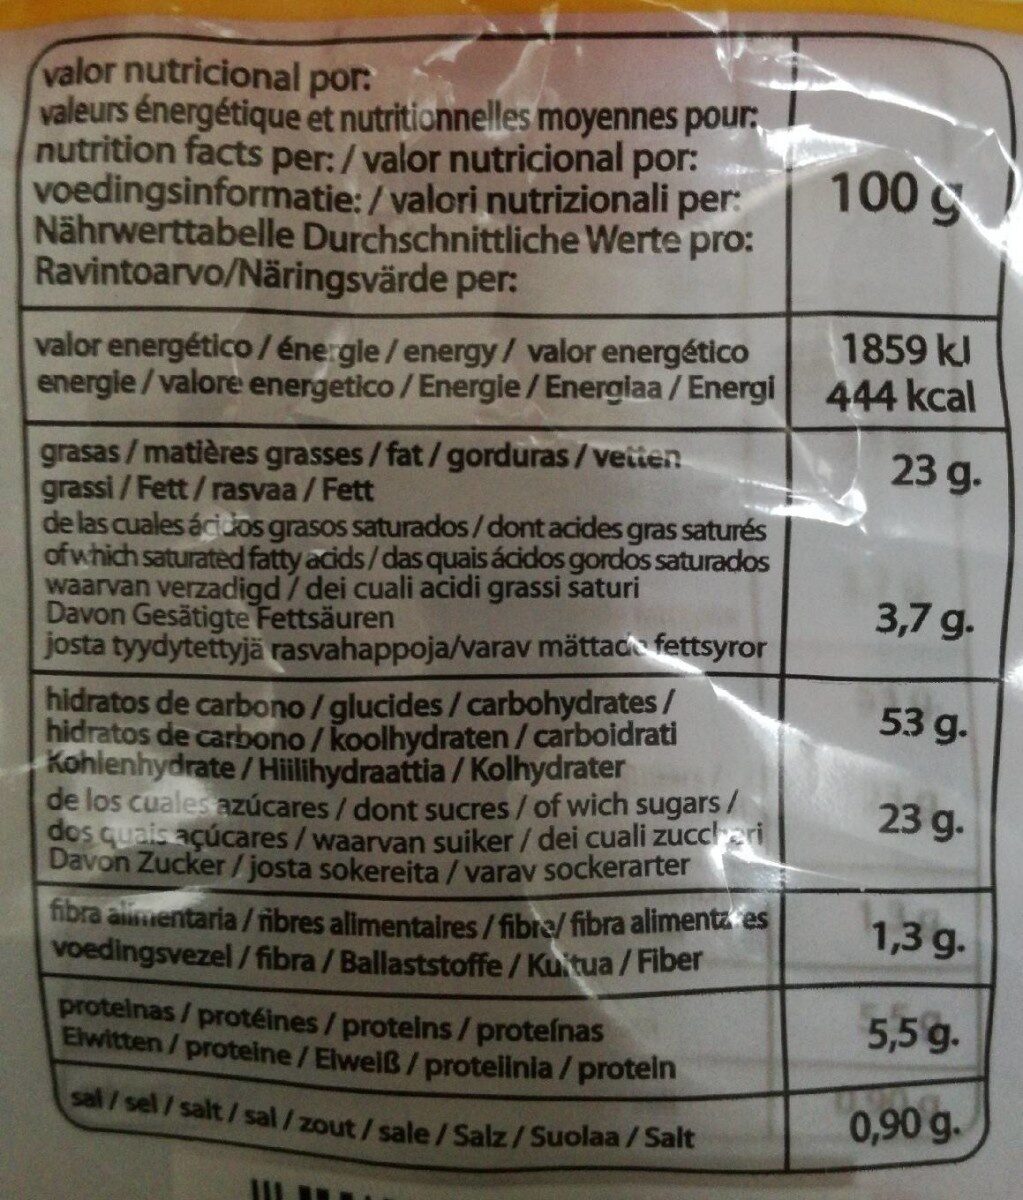 valor nutricional por:
valeurs énergétique et nutritionnelles moyennes pour:
nutrition facts per: / valor nutricional por:
voedingsinformatie: / valori nutrizionali per:
Nährwerttabelle Durchschnittliche Werte pro:
Ravintoarvo/Näringsvärde per:
100 g
valor energético / énergie / energy / valor energético
energie / valore energetico / Energie / Energiaa / Energi
1859 kJ
444 kcal
grasas / matières grasses / fat / gorduras / vetten
grassi / Fett / rasvaa / Fett
23 g.
de las cuales ácidos grasos saturados / dont acides gras saturés
of which saturated fatty acids / das quais ácidos gordos saturados
waarvan verzadigd / dei cuali acidi grassi saturi
Davon Gesätigte Fettsäuren
josta tyydytettyjä rasvahappoja/varav mättade fettsyror
3,7 g.
hidratos de carbono / glucides / carbohydrates /
hidratos de carbono / koolhydraten / carboidrati
Kohlenhydrate / Hiilihydraattia / Kolhydrater
53 g.
de los cuales azúcares / dont sucres / of wich sugars /
dos quais açúcares / waarvan suiker / dei cuali zuccheri
Davon Zucker / josta sokereita / varav sockerarter
23 g.
fibra alimentaria / fibres alimentaires / fibre/ fibra alimentares
voedingsvezel / fibra / Ballaststoffe / Kuitua / Fiber
1,3 g.
proteinas / protéines / proteins / proteínas
Eiwitten / proteine / Eiweiß / proteiinia / protein
5,5 g.
sal / sel / salt / sal / zout / sale / Salz / Suolaa / Salt
0,90 g.